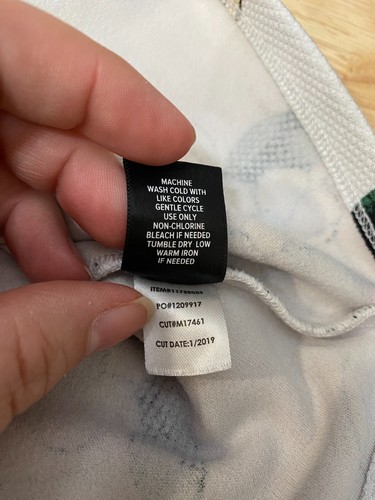 MACHINE
WASH COLD WITH
LIKE COLORS
GENTLE CYCLE
USE ONLY
NON-CHLORINE
BLEACH IF NEEDED
TUMBLE DRY LOW
WARM IRON
IF NEEDED
PO#1209917
CUT#M17461
CUT DATE:1/2019